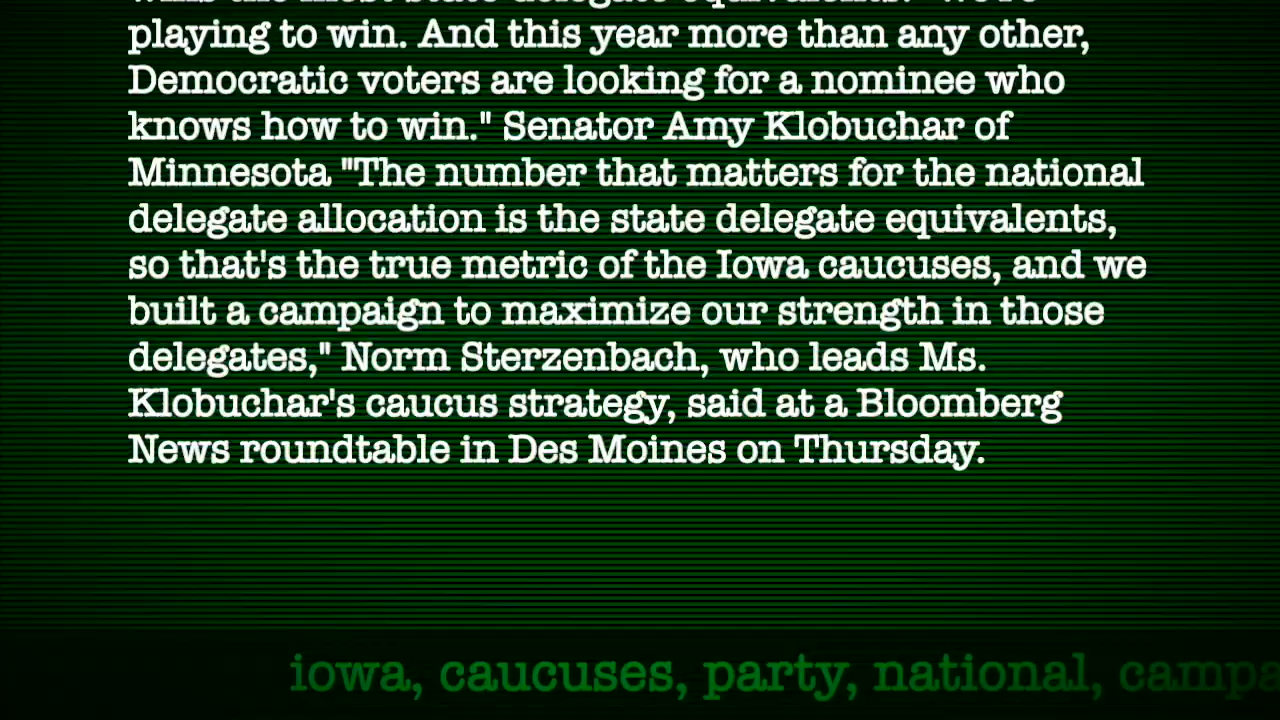 playing to win. And this year more than any other,
Democratic voters are looking for a nominee who
knows how to win." Senator Amy Klobuchar of
Minnesota "The number that matters for the national
delegate allocation is the state delegate equivalents,
so that's the true metric of the Iowa caucuses, and we
built a campaign to maximize our strength in those
delegates," Norm Sterzenbach, who leads Ms.
Klobuchar's caucus strategy, said at a Bloomberg
News roundtable in Des Moines on Thursday.
iowa, caucuses, party, national, campa